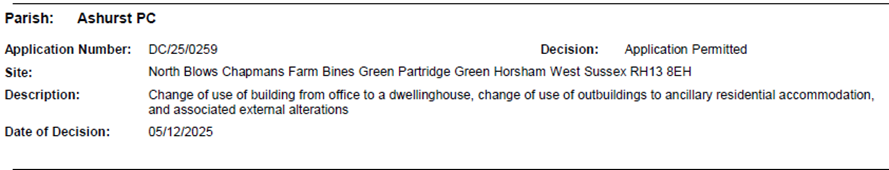 Parish: Ashurst PC
Application Number: DC/25/0259 Decision: Application Permitted
Site: North Blows Chapmans Farm Bines Green Partridge Green Horsham West Sussex RH13 8EH
Description: Change of use of building from office to a dwellinghouse, change of use of outbuildings to ancillary residential accommodation,
and associated external alterations
Date of Decision: 05/12/2025